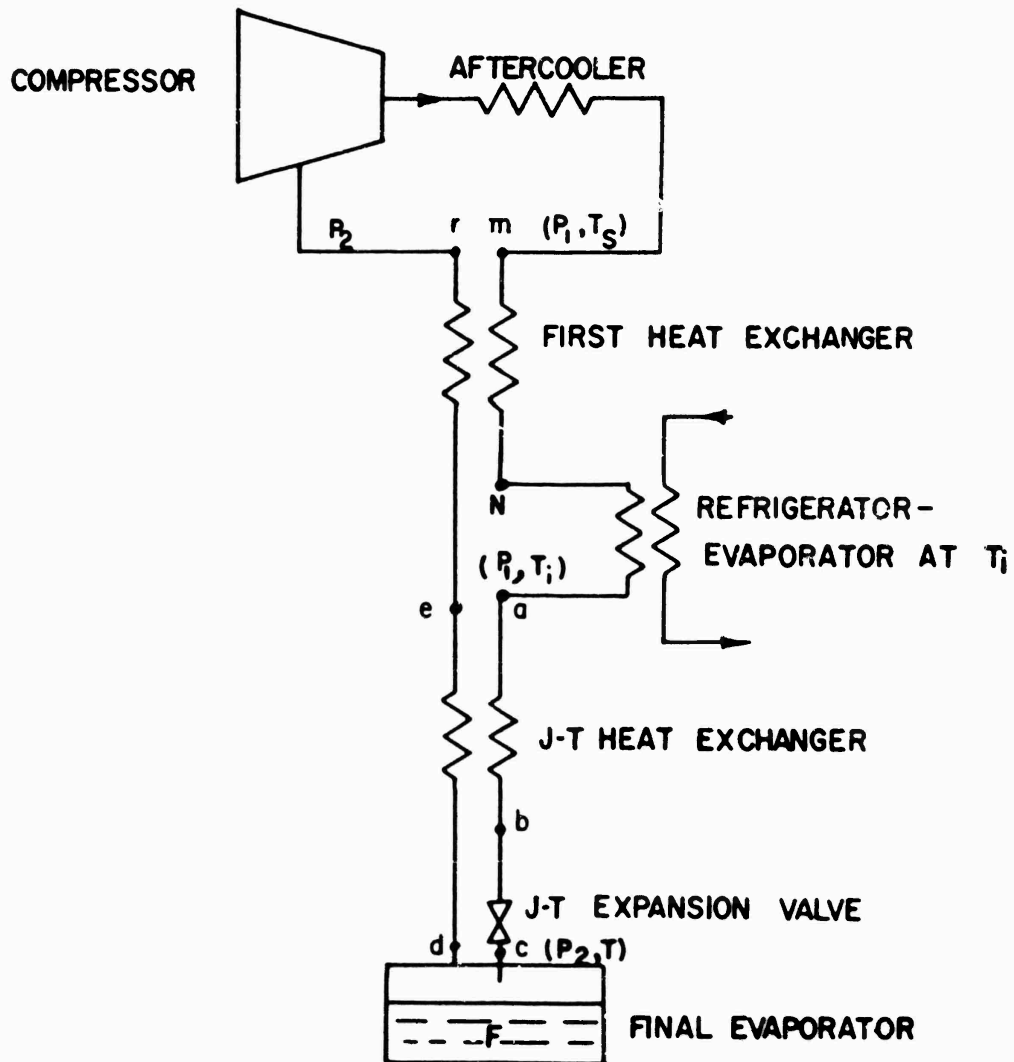 COMPRESSOR
AFTERCOOLER
P2
r
m
(P1, TS)
FIRST HEAT EXCHANGER
N
REFRIGERATOR-
EVAPORATOR AT Ti
(P1, Ti)
e
a
J-T HEAT EXCHANGER
b
J-T EXPANSION VALVE
d
c
(P2, T)
F
FINAL EVAPORATOR